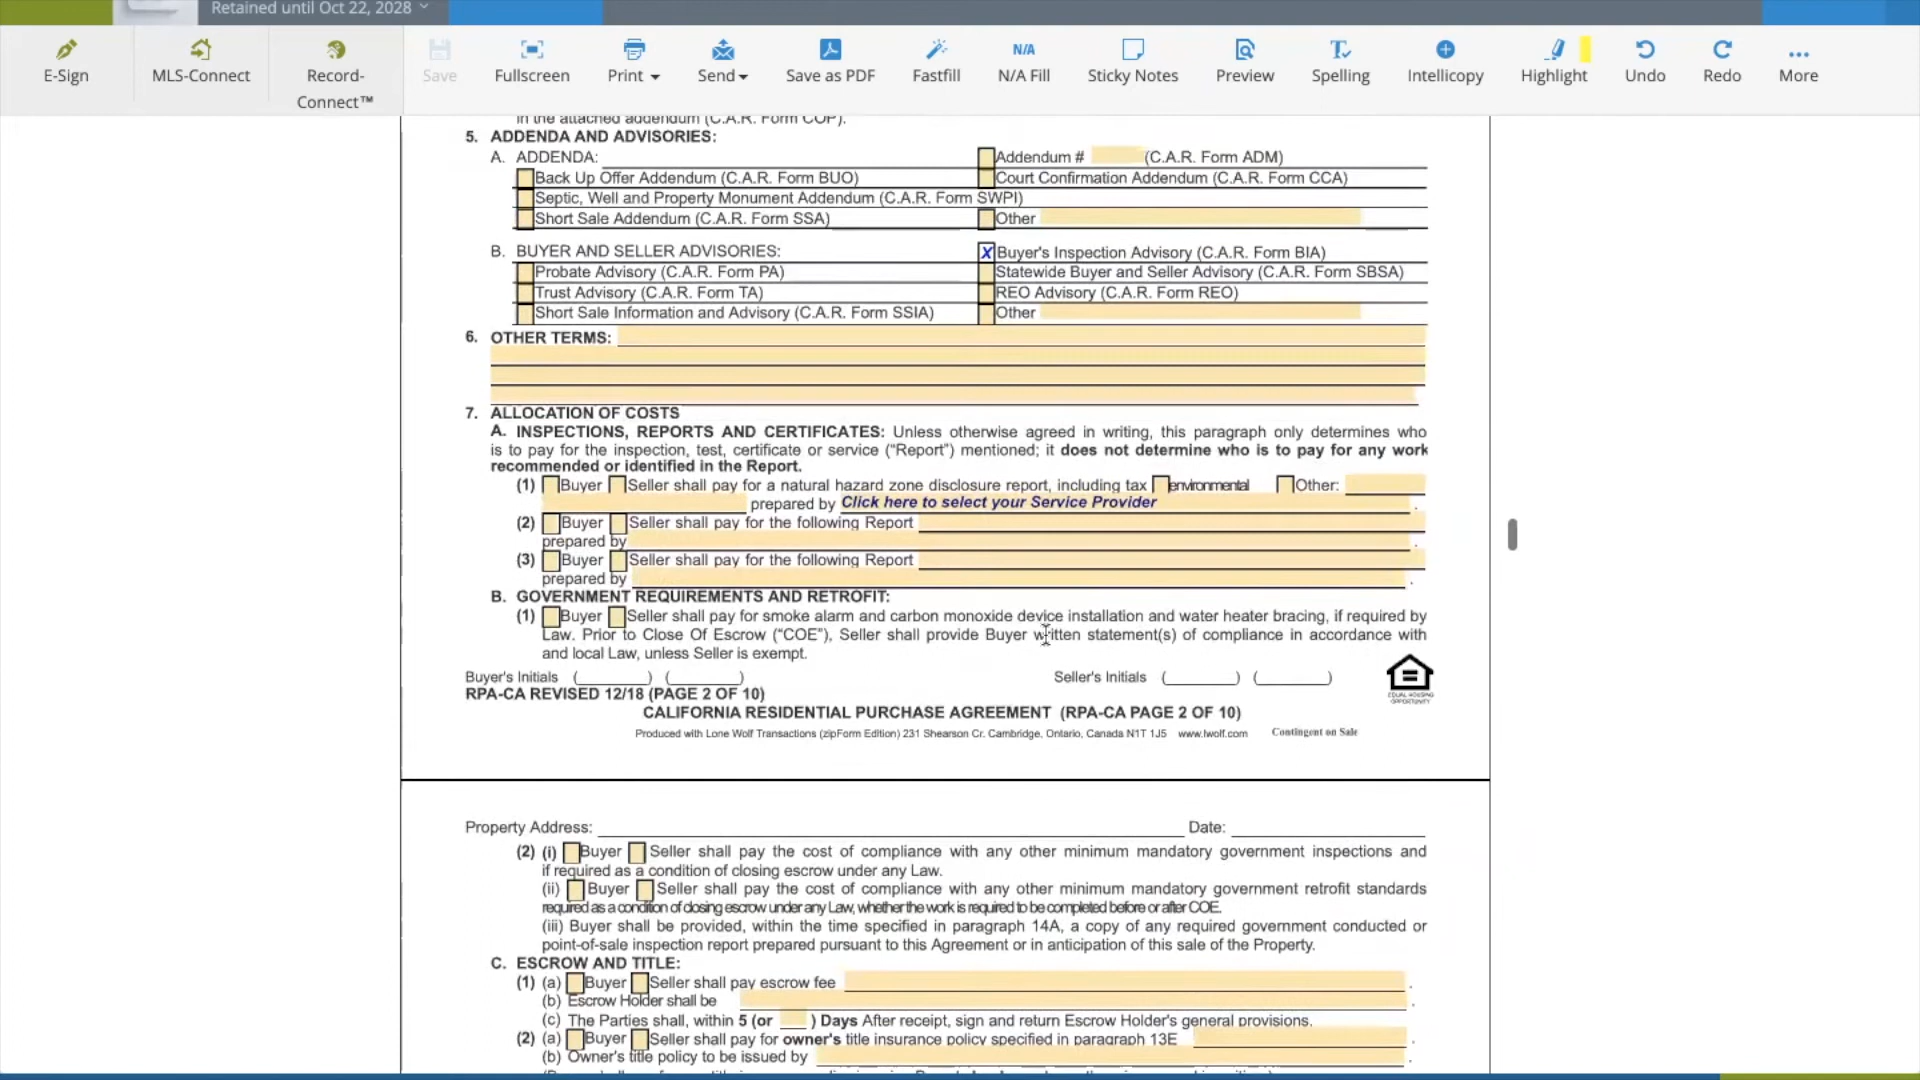 Retained until Oct 22, 2028
E-Sign
MLS-Connect
Record-
Connect™
Save
Fullscreen
Print
Send
Save as PDF
Fastfill
N/A
N/A Fill
Sticky Notes
Preview
Spelling
Intellicopy
Highlight
Undo
Redo
More
in the attached addendum (C.A.R. Form COP).
5. ADDENDA AND ADVISORIES:
A. ADDENDA: Addendum # (C.A.R. Form ADM)
Back Up Offer Addendum (C.A.R. Form BUO) Court Confirmation Addendum (C.A.R. Form CCA)
Septic, Well and Property Monument Addendum (C.A.R. Form SWPI)
Short Sale Addendum (C.A.R. Form SSA) Other
B. BUYER AND SELLER ADVISORIES: X Buyer's Inspection Advisory (C.A.R. Form BIA)
Probate Advisory (C.A.R. Form PA) Statewide Buyer and Seller Advisory (C.A.R. Form SBSA)
Trust Advisory (C.A.R. Form TA) REO Advisory (C.A.R. Form REO)
Short Sale Information and Advisory (C.A.R. Form SSIA) Other
6. OTHER TERMS:
7. ALLOCATION OF COSTS
A. INSPECTIONS, REPORTS AND CERTIFICATES: Unless otherwise agreed in writing, this paragraph only determines who
is to pay for the inspection, test, certificate or service ("Report") mentioned; it does not determine who is to pay for any work
recommended or identified in the Report.
(1) Buyer Seller shall pay for a natural hazard zone disclosure report, including tax environmental Other:
prepared by Click here to select your Service Provider .
(2) Buyer Seller shall pay for the following Report
prepared by .
(3) Buyer Seller shall pay for the following Report
prepared by .
B. GOVERNMENT REQUIREMENTS AND RETROFIT:
(1) Buyer Seller shall pay for smoke alarm and carbon monoxide device installation and water heater bracing, if required by
Law. Prior to Close Of Escrow ("COE"), Seller shall provide Buyer written statement(s) of compliance in accordance with
and local Law, unless Seller is exempt.
Buyer's Initials ( ) ( ) Seller's Initials ( ) ( )
EQUAL HOUSING
OPPORTUNITY
RPA-CA REVISED 12/18 (PAGE 2 OF 10)
CALIFORNIA RESIDENTIAL PURCHASE AGREEMENT (RPA-CA PAGE 2 OF 10)
Produced with Lone Wolf Transactions (zipForm Edition) 231 Shearson Cr. Cambridge, Ontario, Canada N1T 1J5 www.lwolf.com Contingent on Sale
Property Address: Date:
(2) (i) Buyer Seller shall pay the cost of compliance with any other minimum mandatory government inspections and
if required as a condition of closing escrow under any Law.
(ii) Buyer Seller shall pay the cost of compliance with any other minimum mandatory government retrofit standards
required as a condition of closing escrow under any Law, whether the work is required to be completed before or after COE.
(iii) Buyer shall be provided, within the time specified in paragraph 14A, a copy of any required government conducted or
point-of-sale inspection report prepared pursuant to this Agreement or in anticipation of this sale of the Property.
C. ESCROW AND TITLE:
(1) (a) Buyer Seller shall pay escrow fee .
(b) Escrow Holder shall be .
(c) The Parties shall, within 5 (or ) Days After receipt, sign and return Escrow Holder's general provisions.
(2) (a) Buyer Seller shall pay for owner's title insurance policy specified in paragraph 13E .
(b) Owner's title policy to be issued by .